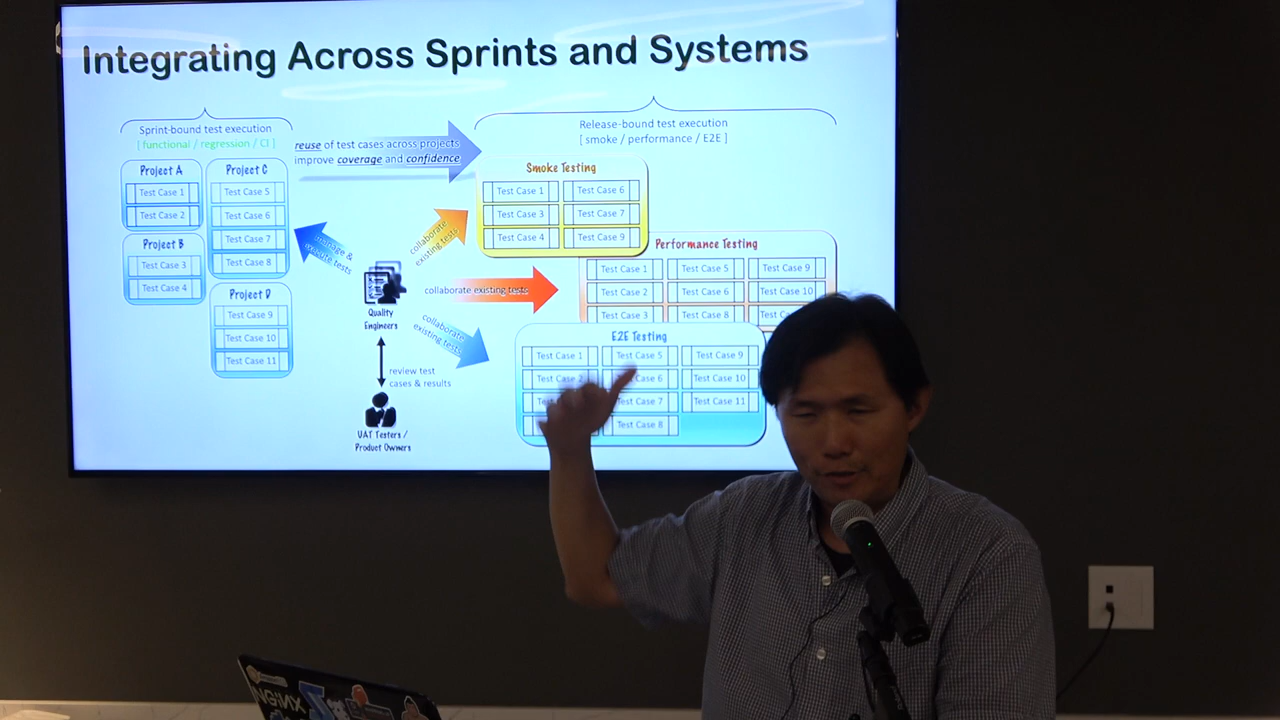 Integrating Across Sprints and Systems
Sprint-bound test execution
[ functional / regression / CI ]
Project A
Test Case 1
Test Case 2
Project B
Test Case 3
Test Case 4
Project C
Test Case 5
Test Case 6
Test Case 7
Test Case 8
Project D
Test Case 9
Test Case 10
Test Case 11
reuse of test cases across projects
improve coverage and confidence
manage &
execute tests
Quality
Engineers
review test
cases & results
UAT Testers /
Product Owners
collaborate
existing tests
collaborate existing tests
collaborate
existing tests
Release-bound test execution
[ smoke / performance / E2E ]
Smoke Testing
Test Case 1
Test Case 6
Test Case 3
Test Case 7
Test Case 4
Test Case 9
Performance Testing
Test Case 1
Test Case 5
Test Case 9
Test Case 2
Test Case 6
Test Case 10
Test Case 3
Test Case 8
E2E Testing
Test Case 1
Test Case 5
Test Case 9
Test Case 2
Test Case 6
Test Case 10
Test Case 7
Test Case 11
Test Case 8
NGiNX